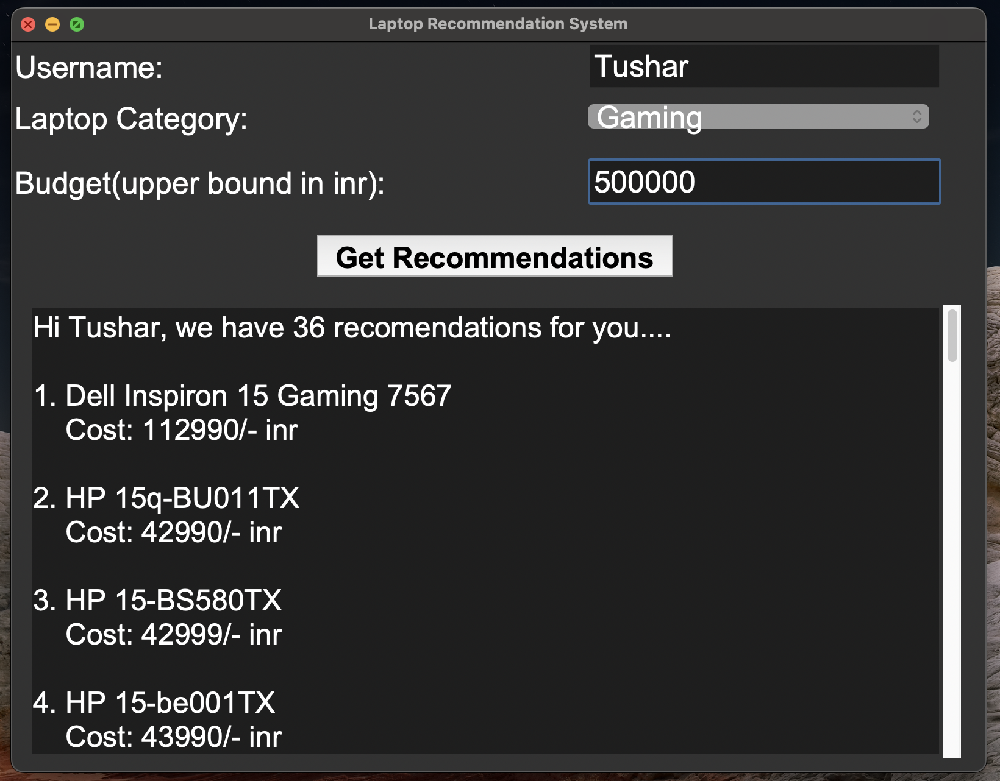 Laptop Recommendation System
Username: Tushar
Laptop Category: Gaming
Budget(upper bound in inr): 500000
Get Recommendations
Hi Tushar, we have 36 recomendations for you....
1. Dell Inspiron 15 Gaming 7567
Cost: 112990/- inr
2. HP 15q-BU011TX
Cost: 42990/- inr
3. HP 15-BS580TX
Cost: 42999/- inr
4. HP 15-be001TX
Cost: 43990/- inr